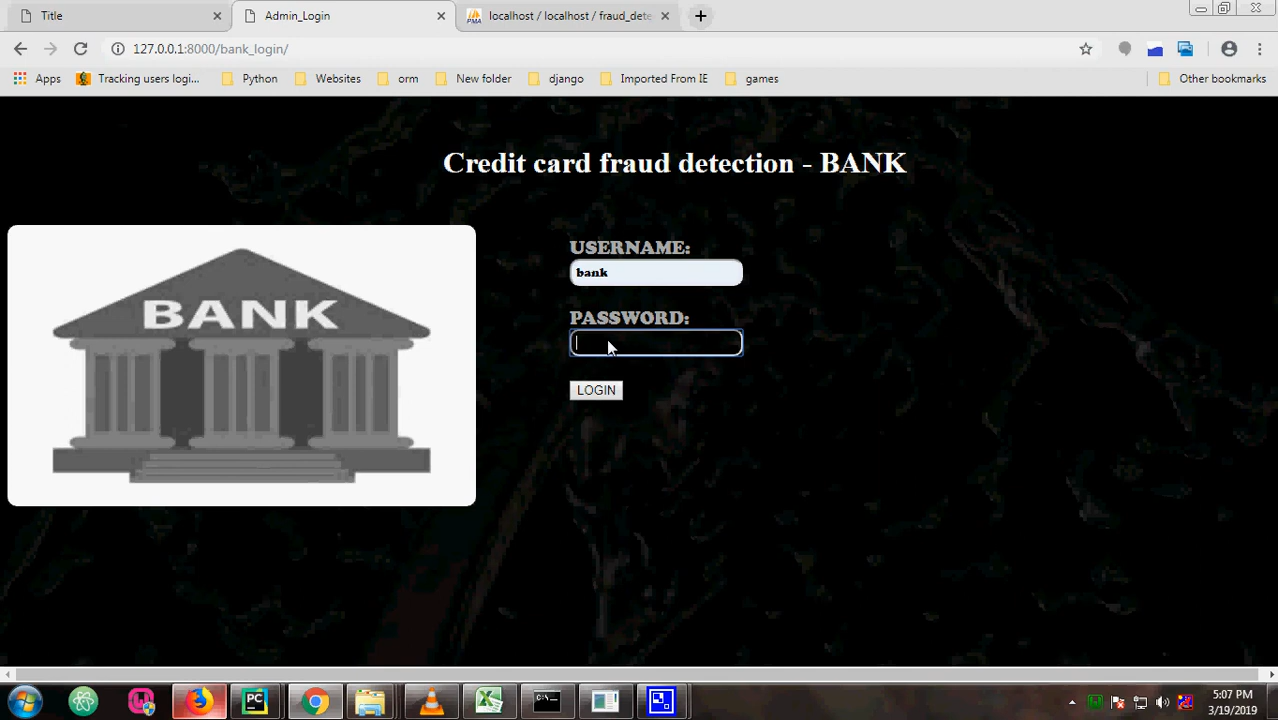 Title
Admin_Login
localhost / localhost / fraud_dete
127.0.0.1:8000/bank_login/
Apps
Tracking users logi...
Python
Websites
orm
New folder
django
Imported From IE
games
Other bookmarks
Credit card fraud detection - BANK
BANK
USERNAME:
bank
PASSWORD:
LOGIN
5:07 PM
3/19/2019